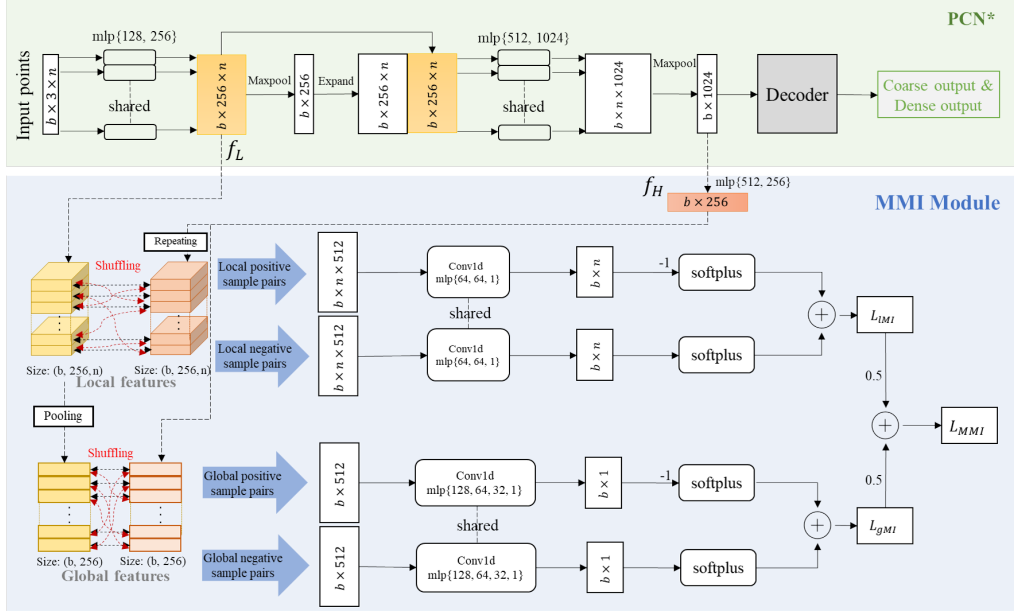 PCN*
Input points
b × 3 × n
mlp{128, 256}
shared
b × 256 × n
f_L
Maxpool
b × 256
Expand
b × 256 × n
b × 256 × n
mlp{512, 1024}
shared
b × n × 1024
Maxpool
b × 1024
Decoder
Coarse output &
Dense output
MMI Module
f_H
mlp{512, 256}
b × 256
Repeating
Shuffling
⋮
⋮
Size: (b, 256, n)
Size: (b, 256, n)
Local features
Local positive
sample pairs
b × n × 512
Conv1d
mlp{64, 64, 1}
b × n
-1
softplus
shared
Local negative
sample pairs
b × n × 512
Conv1d
mlp{64, 64, 1}
b × n
softplus
+
L_lMI
0.5
Pooling
+
L_MMI
Shuffling
⋮
⋮
Size: (b, 256)
Size: (b, 256)
Global features
Global positive
sample pairs
b × 512
Conv1d
mlp{128, 64, 32, 1}
b × 1
-1
softplus
shared
Global negative
sample pairs
b × 512
Conv1d
mlp{128, 64, 32, 1}
b × 1
softplus
+
L_gMI
0.5